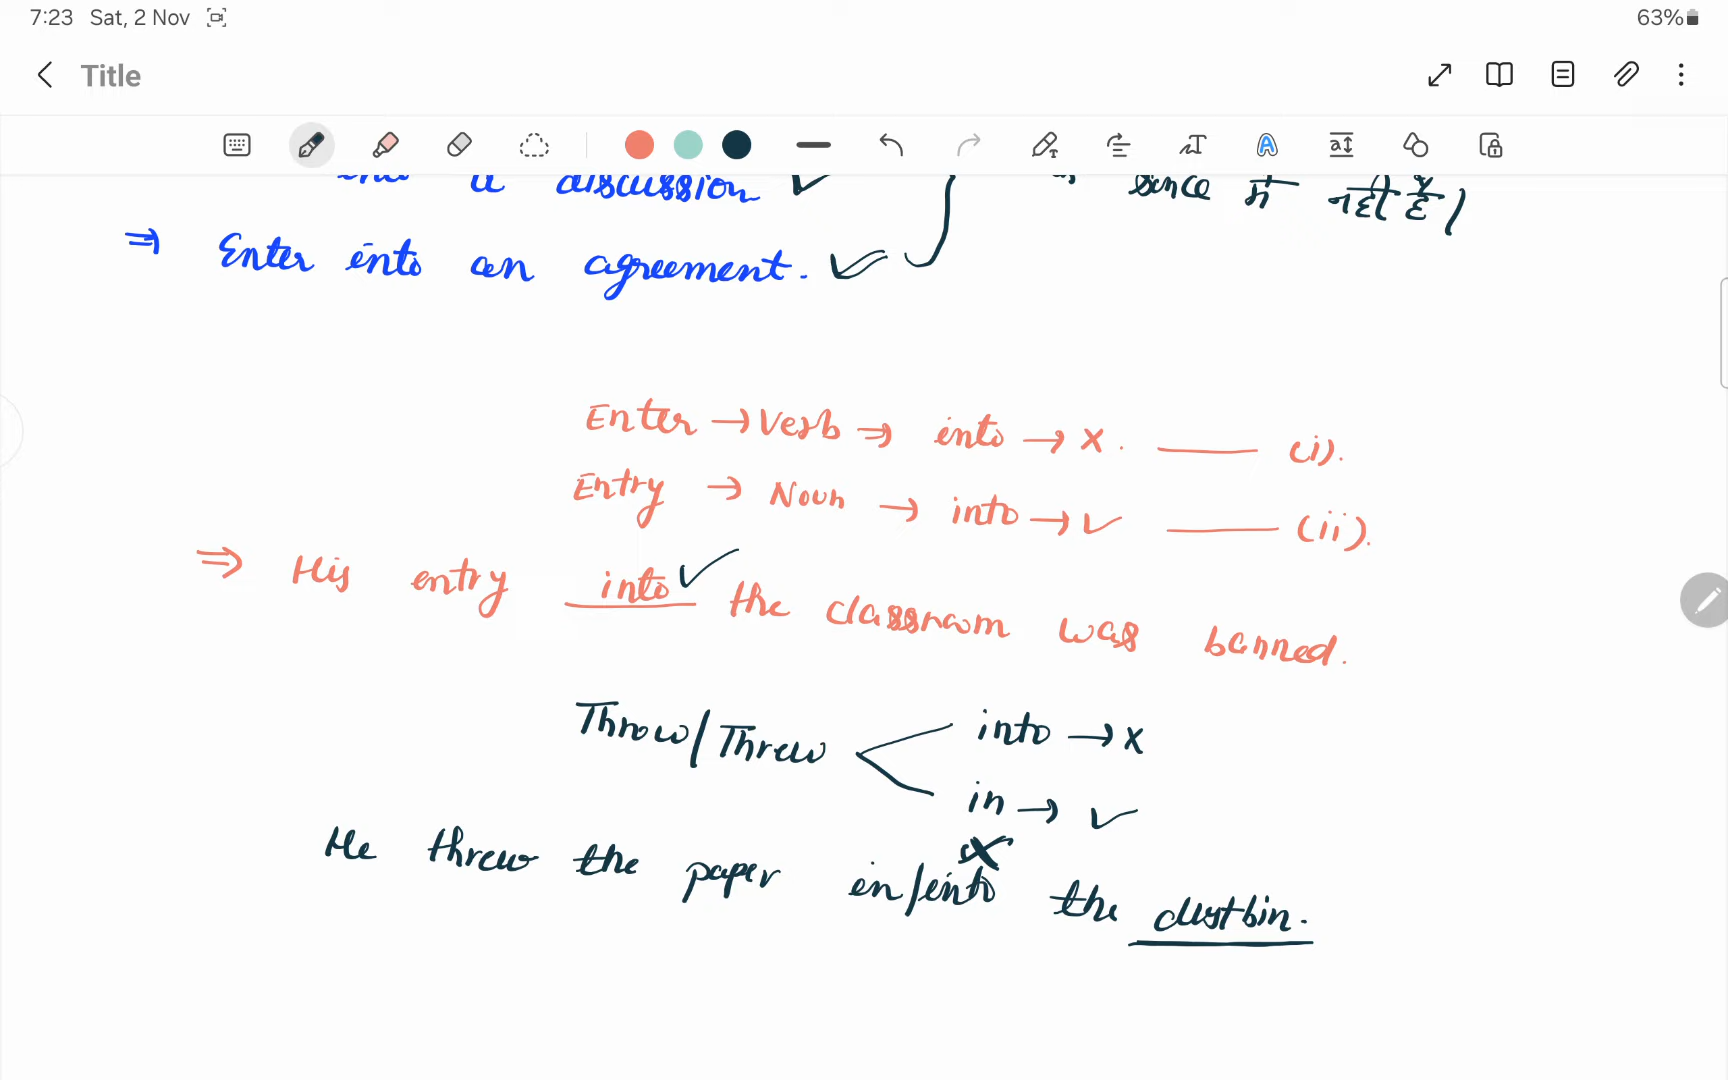 7:23 Sat, 2 Nov 63%
Title
a discussion ✓ since
⇒ Enter into an agreement. ✓
Enter → Verb ⇒ into → X. —— (i).
Entry → Noun → into → ✓ —— (ii).
⇒ His entry into ✓ the classroom was banned.
Throw/Threw into → X
in → ✓
He threw the paper in/into X the dustbin.